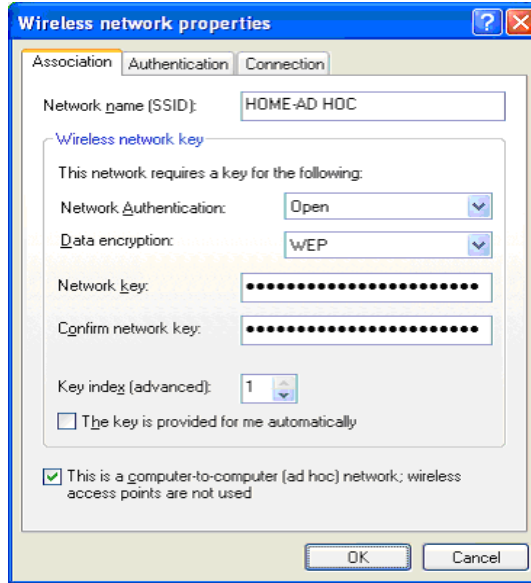 Wireless network properties
Association Authentication Connection
Network name (SSID): HOME-AD HOC
Wireless network key
This network requires a key for the following:
Network Authentication: Open
Data encryption: WEP
Network key: •••••••••••••••••••••••
Confirm network key: •••••••••••••••••••••••
Key index (advanced): 1
The key is provided for me automatically
This is a computer-to-computer (ad hoc) network; wireless
access points are not used
OK Cancel